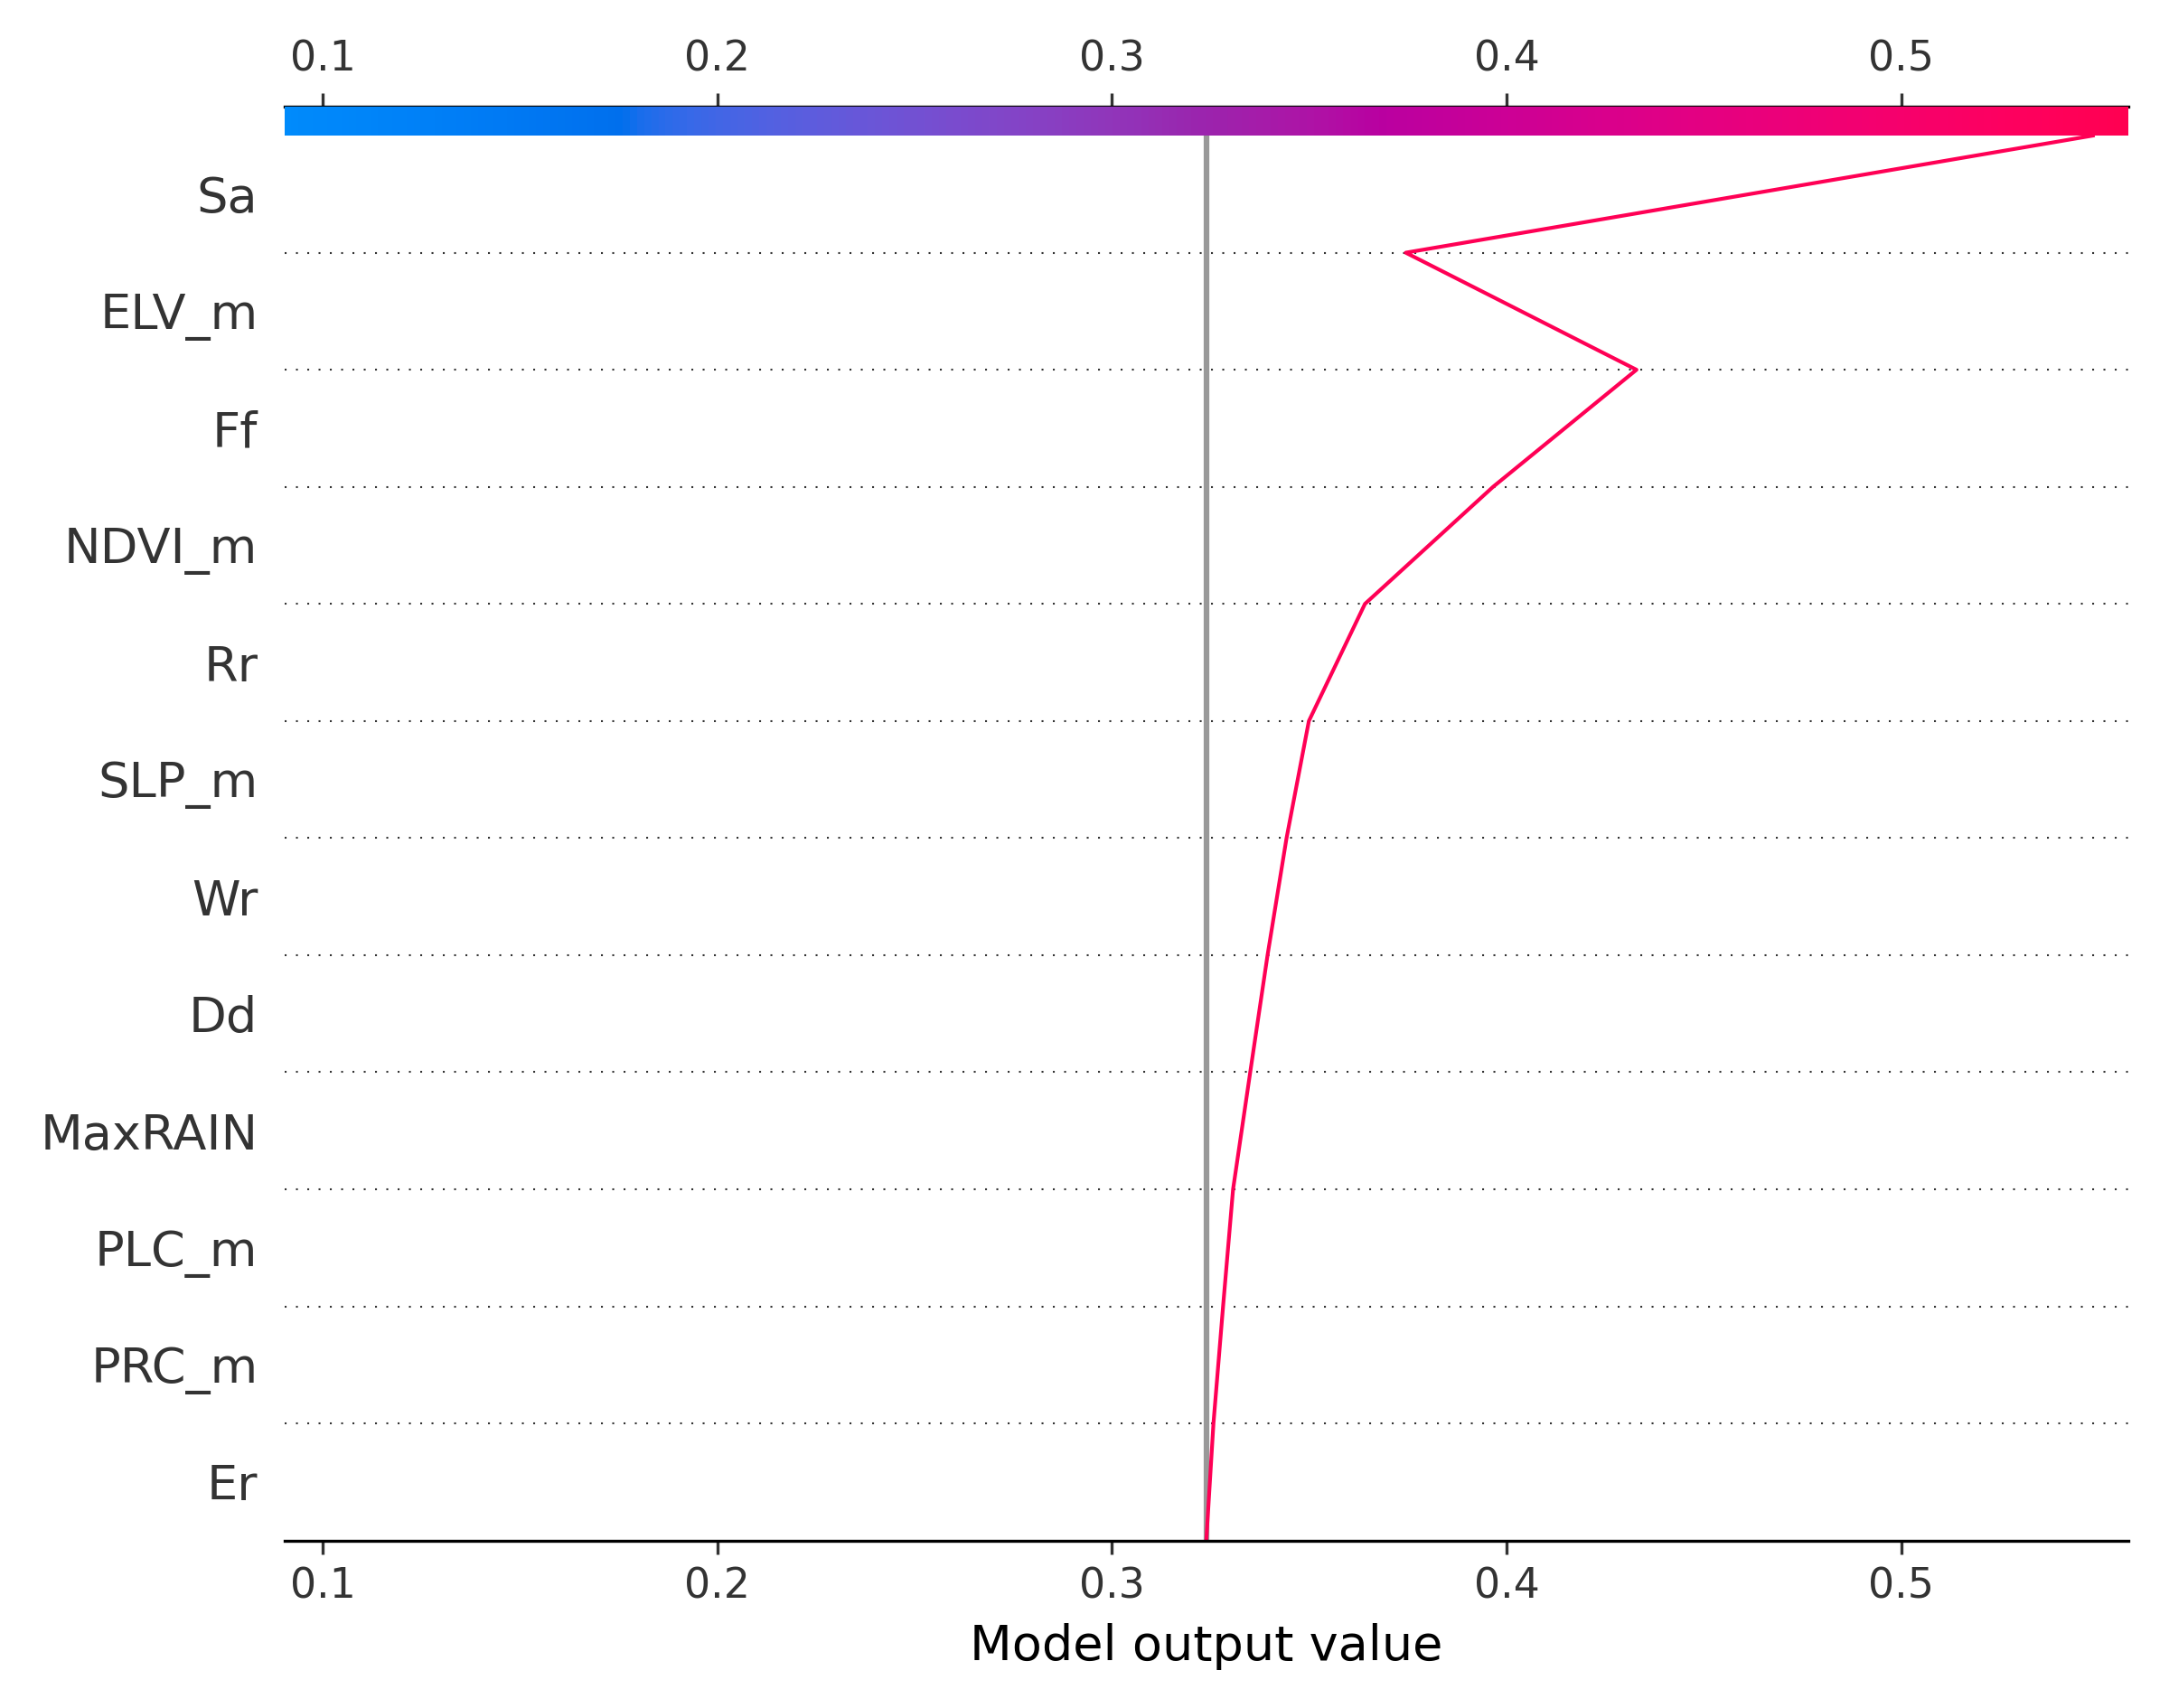 0.1 0.2 0.3 0.4 0.5
Sa
ELV_m
Ff
NDVI_m
Rr
SLP_m
Wr
Dd
MaxRAIN
PLC_m
PRC_m
Er
0.1 0.2 0.3 0.4 0.5
Model output value